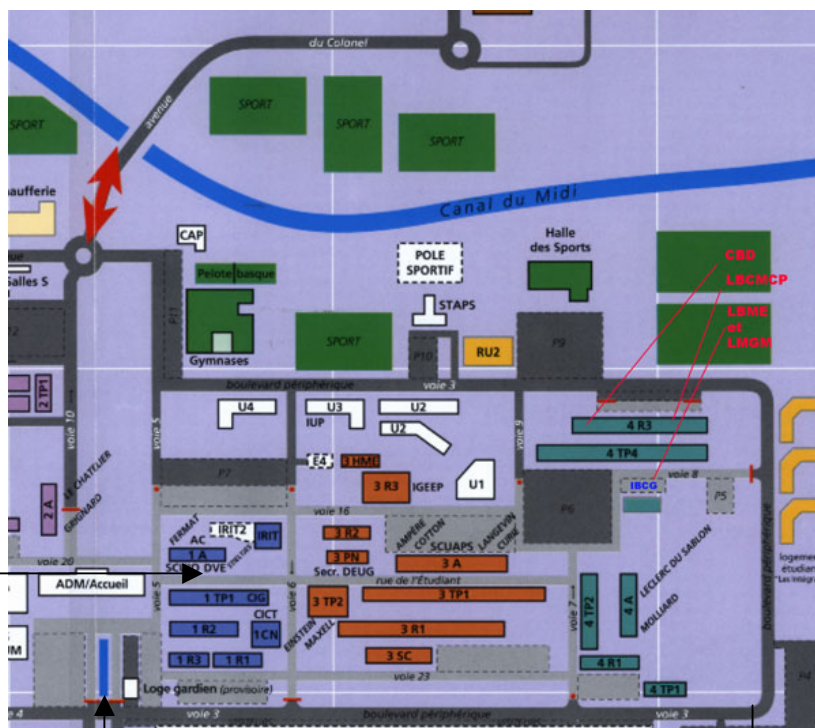 du Colonel
avenue
SPORT
SPORT
SPORT
SPORT
Canal du Midi
haufferie
CAP
Pelote basque
POLE
SPORTIF
Halle
des Sports
CBD
LBCMCP
LBME
et
LMGM
Salles S
P11
STAPS
Gymnases
SPORT
P10
RU2
P9
boulevard périphérique
voie 3
2 TP1
voie 10
voie 5
U4
U3
IUP
U2
U2
voie 9
4 R3
4 TP4
E4
3 HME
P7
3 R3
IGEEP
U1
voie 8
IBCG
P5
P6
2 A
LE CHATELIER
GRIGNARD
voie 16
FERMAT
AC
IRIT2
IRIT
STIELTJES
3 R2
AMPÈRE
COTTON
LANGEVIN
CURIE
SCUAPS
1 A
3 PN
3 A
voie 20
SCUIO DVE
Secr. DEUG
rue de l'Étudiant
ADM/Accueil
voie 5
voie 6
1 TP1
CIG
CICT
3 TP2
3 TP1
voie 7
4 TP2
4 A
LECLERC DU SABLON
MOLLIARD
boulevard périphérique
logement
étudiant
"Les Intégra
1 R2
1 CN
EINSTEIN
MAXELL
3 R1
UM
1 R3
1 R1
3 SC
4 R1
voie 23
P4
Loge gardien (provisoire)
4 TP1
e 4
voie 3
boulevard périphérique
voie 3